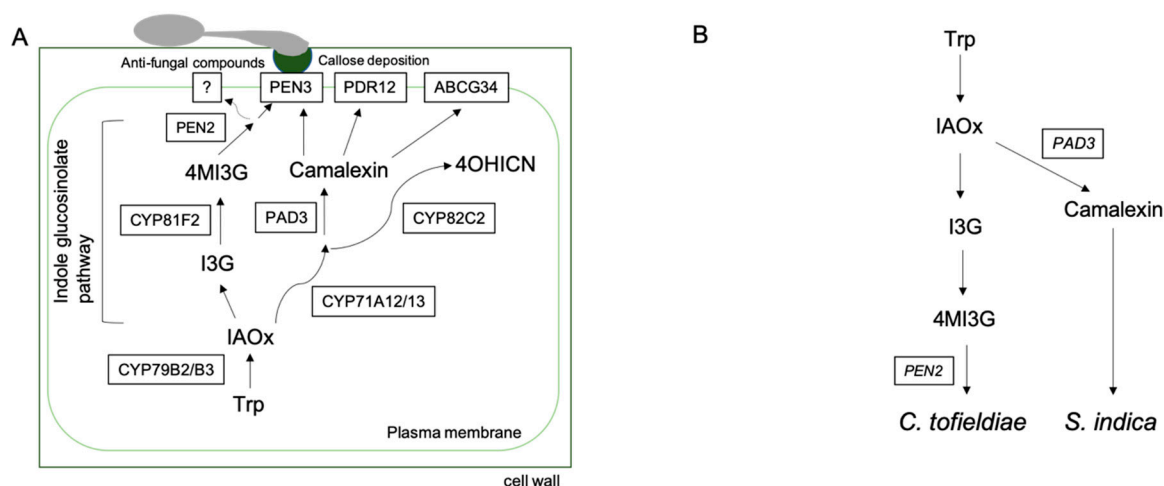 A
Anti-fungal compounds
Callose deposition
?
PEN3
PDR12
ABCG34
PEN2
4MI3G
Camalexin
4OHICN
CYP81F2
PAD3
CYP82C2
Indole glucosinolate
pathway
I3G
CYP71A12/13
IAOx
CYP79B2/B3
Trp
Plasma membrane
cell wall
B
Trp
IAOx
PAD3
Camalexin
I3G
4MI3G
PEN2
C. tofieldiae
S. indica